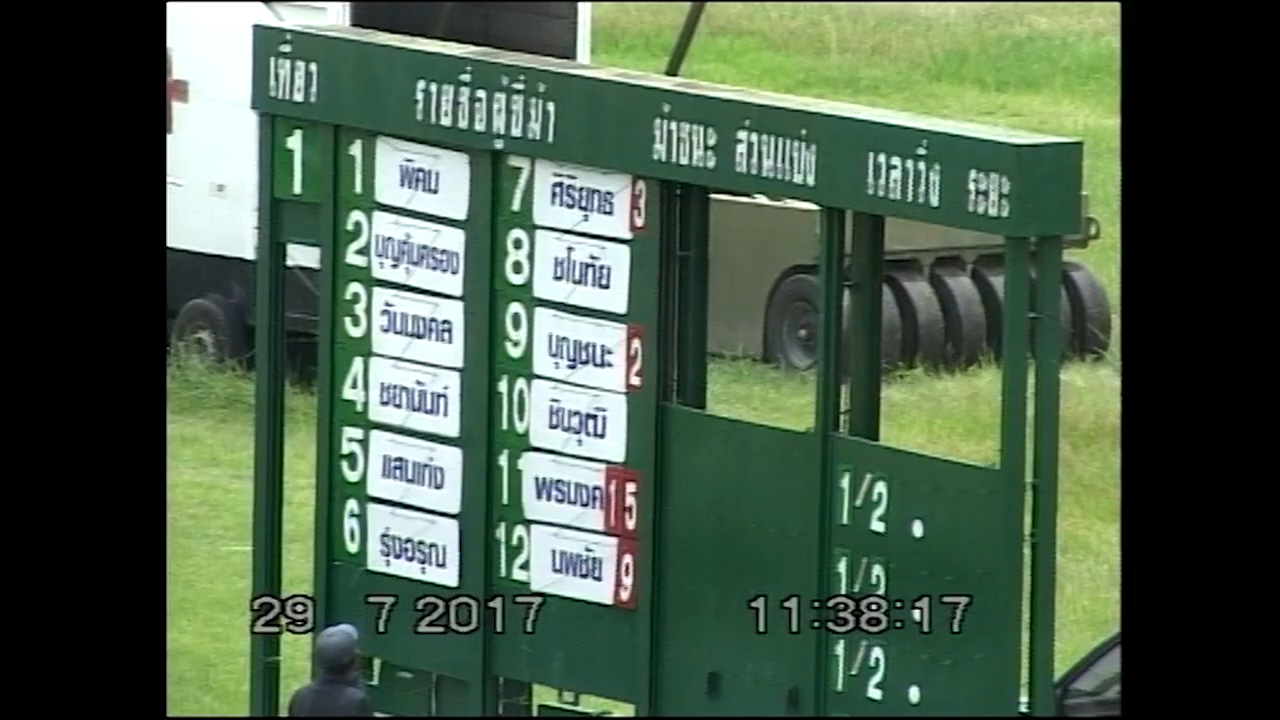 เที่ยว รายชื่อผู้ขี่ม้า ม้าชนะ ส่วนแบ่ง เวลาวิ่ง ระยะ
1 1 พิคม 7 ศิริยุทธ 3
2 บุญคุ้มครอง 8 ชโนทัย
3 วันมงคล 9 บุญชนะ 2
4 ชยานันท์ 10 ชินวุฒิ
5 แสนเก่ง 11 พรมงค 15
6 รุ่งอรุณ 12 นพชัย 9
1/2 .
1/2 .
29 7 2017 11:38:17
1/2 .